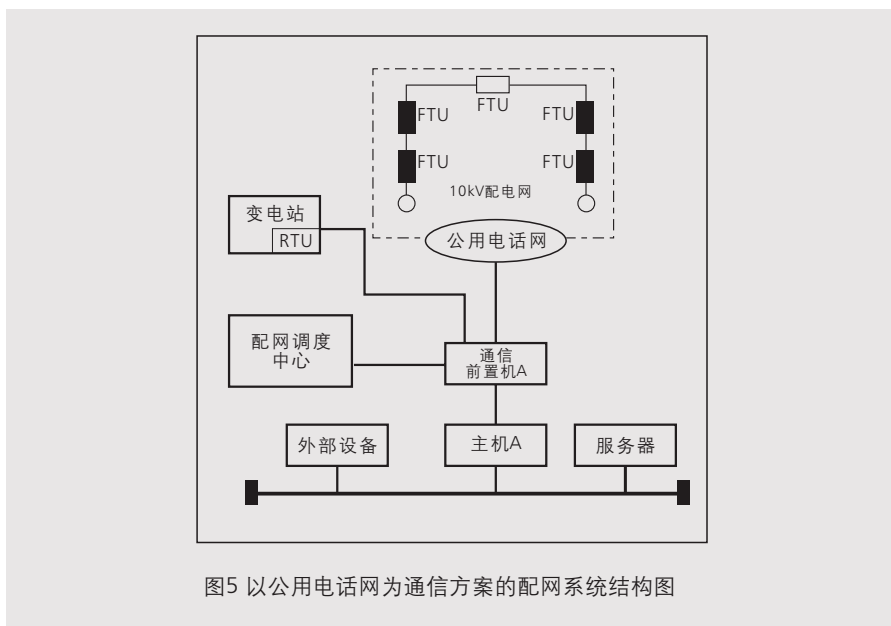 FTU
FTU
FTU
FTU
FTU
10kV配电网
变电站
RTU
公用电话网
配网调度
中心
通信
前置机A
外部设备
主机A
服务器
图5 以公用电话网为通信方案的配网系统结构图